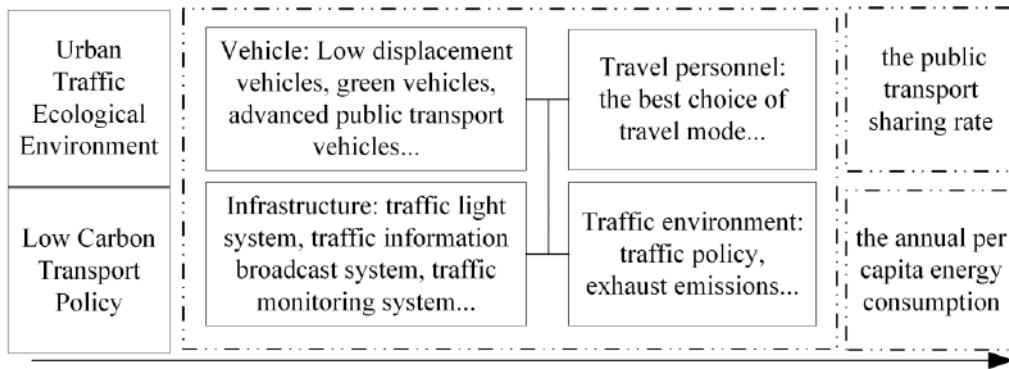 Urban
Traffic
Ecological
Environment
Low Carbon
Transport
Policy
Vehicle: Low displacement
vehicles, green vehicles,
advanced public transport
vehicles...
Travel personnel:
the best choice of
travel mode...
Infrastructure: traffic light
system, traffic information
broadcast system, traffic
monitoring system...
Traffic environment:
traffic policy,
exhaust emissions...
the public
transport
sharing rate
the annual per
capita energy
consumption